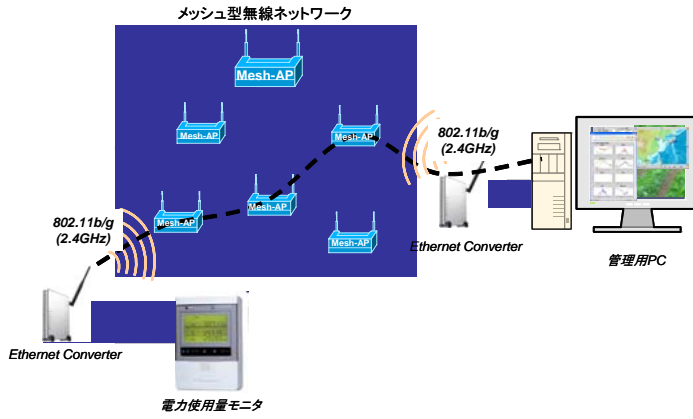 メッシュ型無線ネットワーク
Mesh-AP
Mesh-AP
Mesh-AP
802.11b/g
(2.4GHz)
Mesh-AP
Mesh-AP
Mesh-AP
802.11b/g
(2.4GHz)
Ethernet Converter
管理用PC
Ethernet Converter
電力使用量モニタ